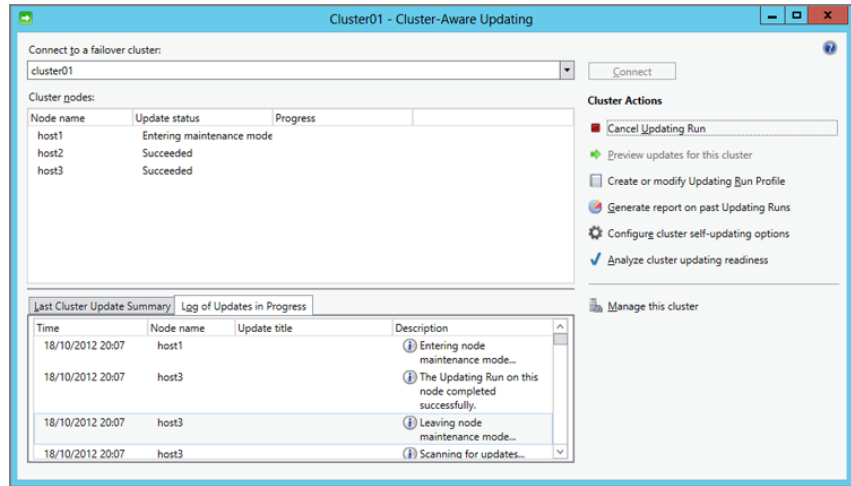 Cluster01 - Cluster-Aware Updating
Connect to a failover cluster:
cluster01
Connect
Cluster nodes:
Node name Update status Progress
host1 Entering maintenance mode
host2 Succeeded
host3 Succeeded
Cluster Actions
Cancel Updating Run
Preview updates for this cluster
Create or modify Updating Run Profile
Generate report on past Updating Runs
Configure cluster self-updating options
Analyze cluster updating readiness
Manage this cluster
Last Cluster Update Summary Log of Updates in Progress
Time Node name Update title Description
18/10/2012 20:07 host1 Entering node
maintenance mode...
18/10/2012 20:07 host3 The Updating Run on this
node completed
successfully.
18/10/2012 20:07 host3 Leaving node
maintenance mode...
18/10/2012 20:07 host3 Scanning for updates...